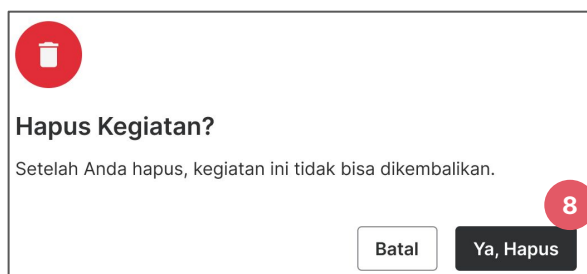 Hapus Kegiatan?
Setelah Anda hapus, kegiatan ini tidak bisa dikembalikan.
8
Batal
Ya, Hapus